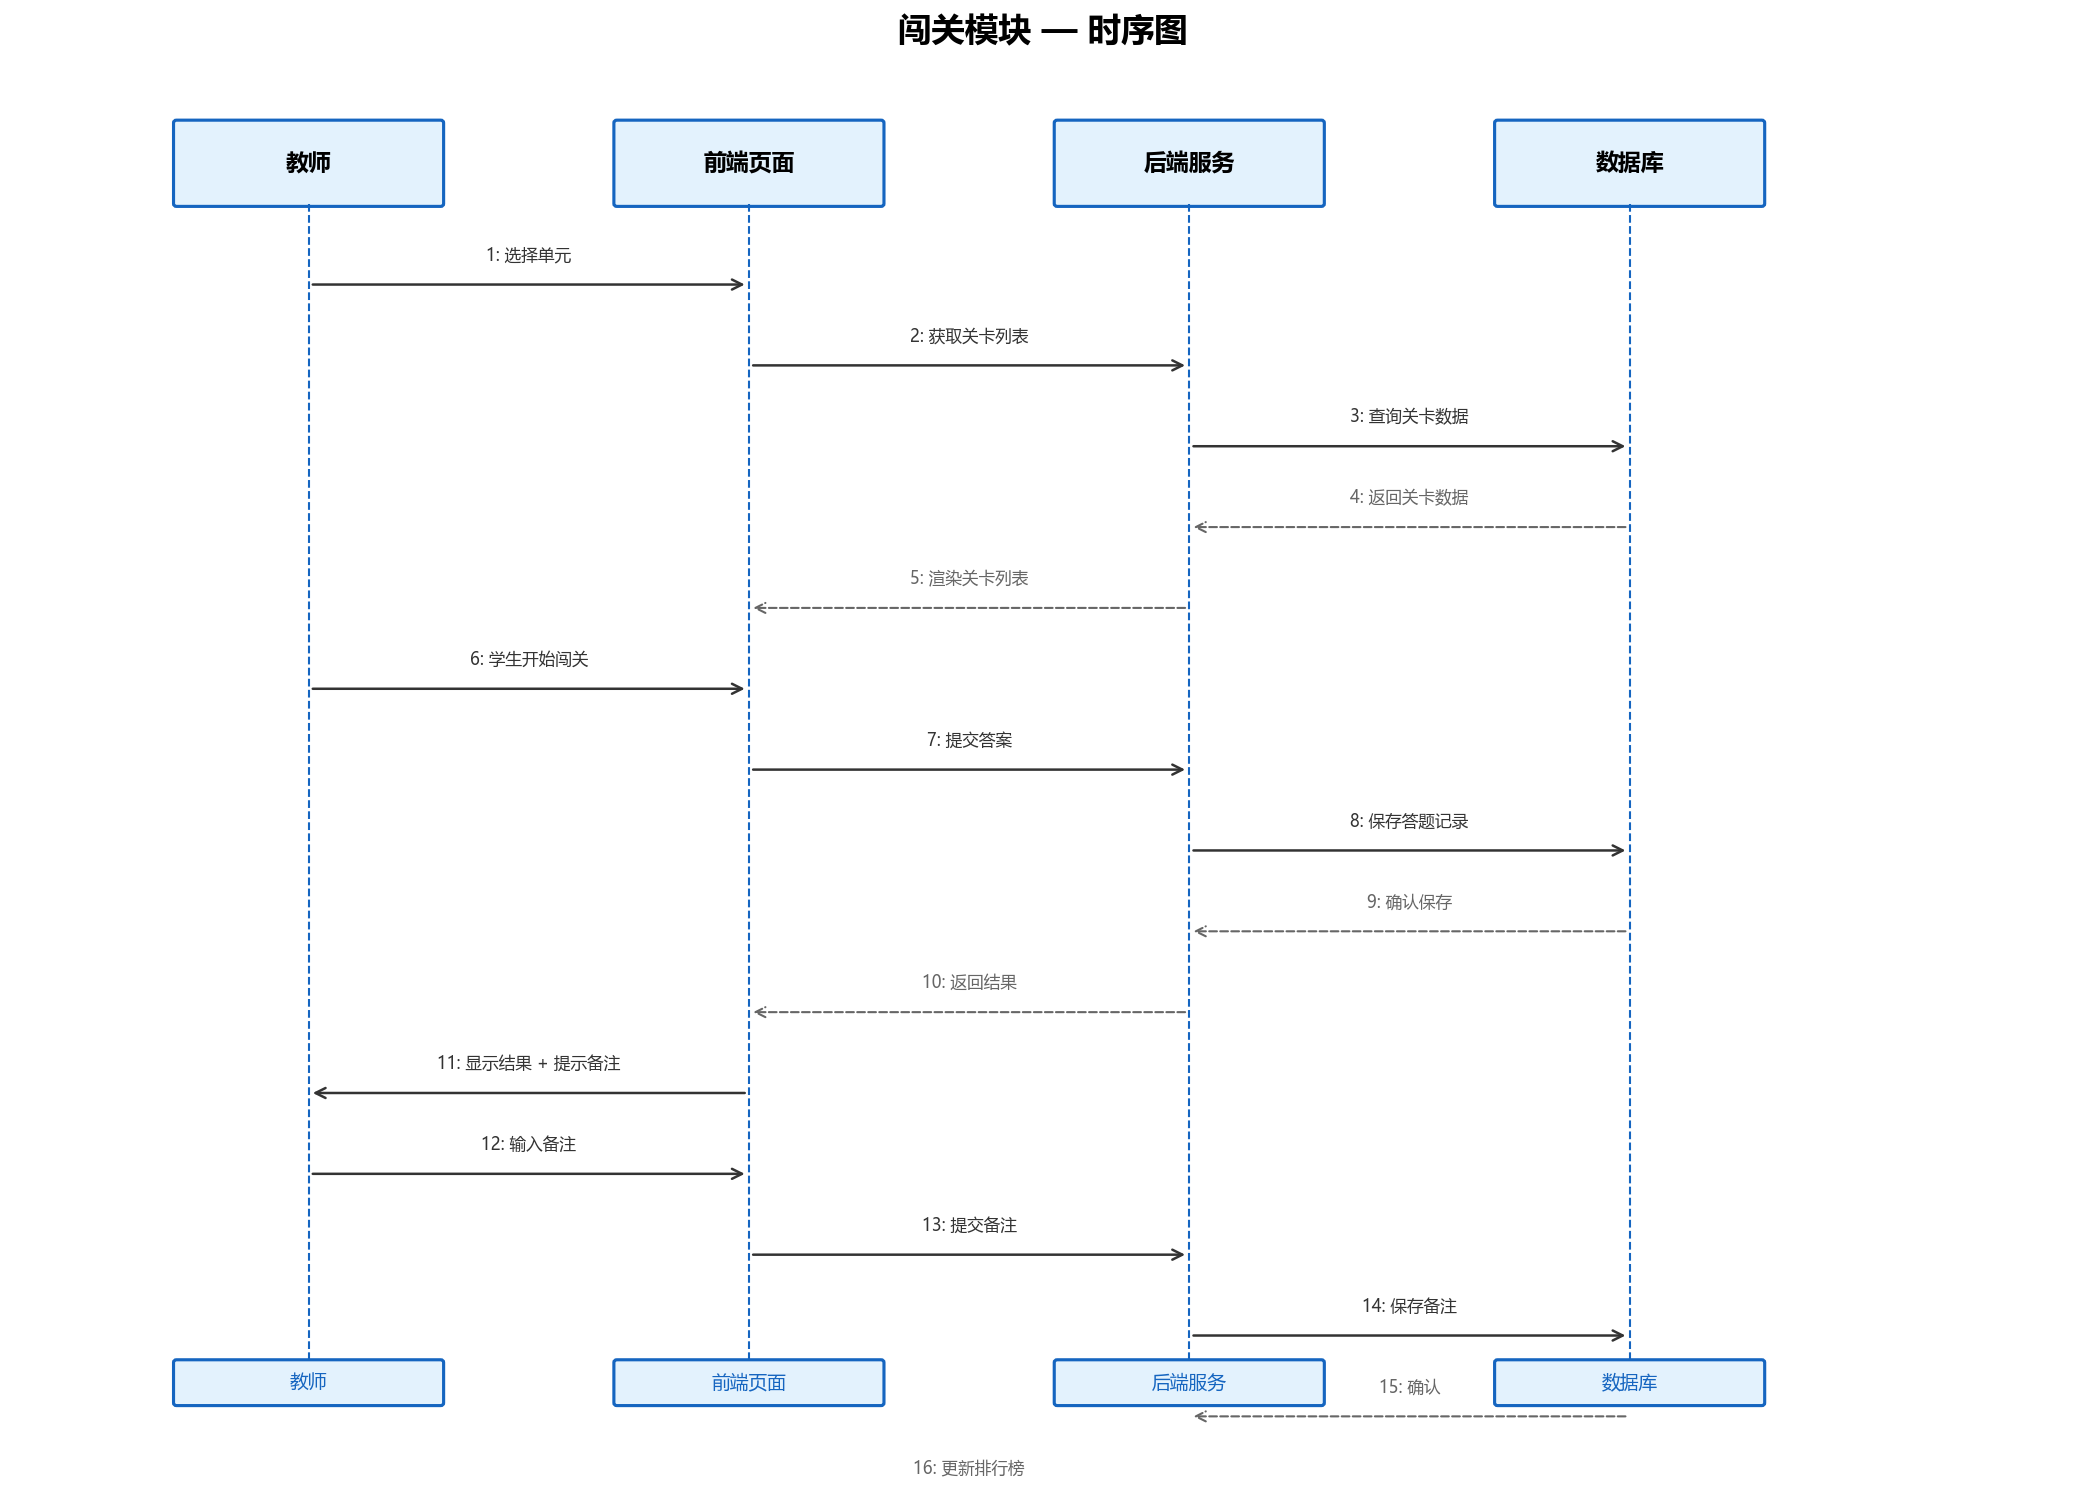 闯关模块 — 时序图
教师
前端页面
后端服务
数据库
1: 选择单元
2: 获取关卡列表
3: 查询关卡数据
4: 返回关卡数据
5: 渲染关卡列表
6: 学生开始闯关
7: 提交答案
8: 保存答题记录
9: 确认保存
10: 返回结果
11: 显示结果 + 提示备注
12: 输入备注
13: 提交备注
14: 保存备注
教师
前端页面
后端服务
15: 确认
数据库
16: 更新排行榜